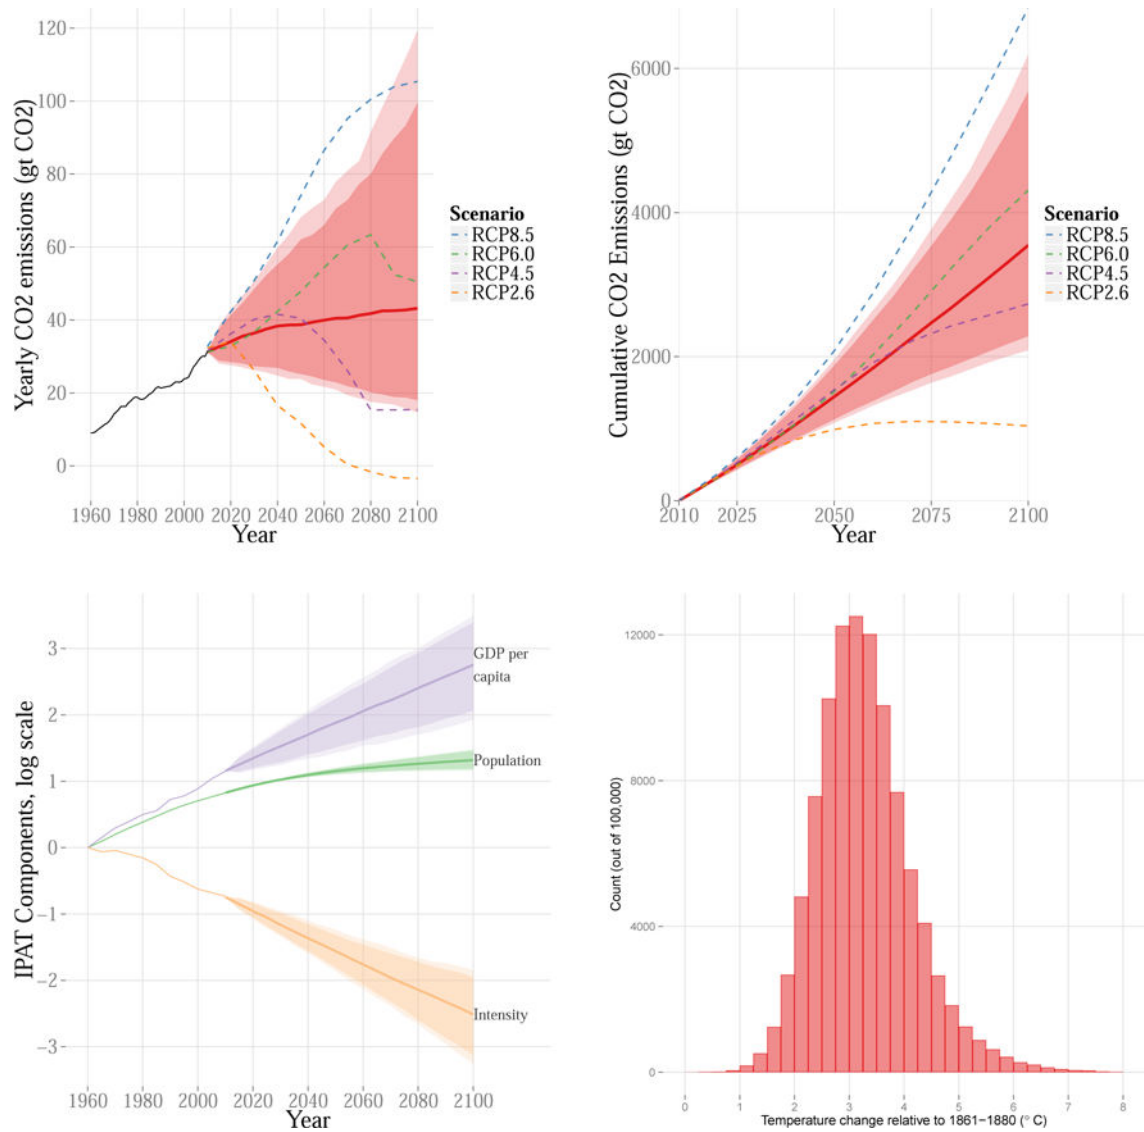 Yearly CO2 emissions (gt CO2)
120
100
80
60
40
20
0
1960 1980 2000 2020 2040 2060 2080 2100
Year
Scenario
RCP8.5
RCP6.0
RCP4.5
RCP2.6
Cumulative CO2 Emissions (gt CO2)
6000
4000
2000
0
2010 2025 2050 2075 2100
Year
Scenario
RCP8.5
RCP6.0
RCP4.5
RCP2.6
IPAT Components, log scale
3
2
1
0
−1
−2
−3
GDP per
capita
Population
Intensity
1960 1980 2000 2020 2040 2060 2080 2100
Year
Count (out of 100,000)
12000
8000
4000
0
0 1 2 3 4 5 6 7 8
Temperature change relative to 1861−1880 (° C)